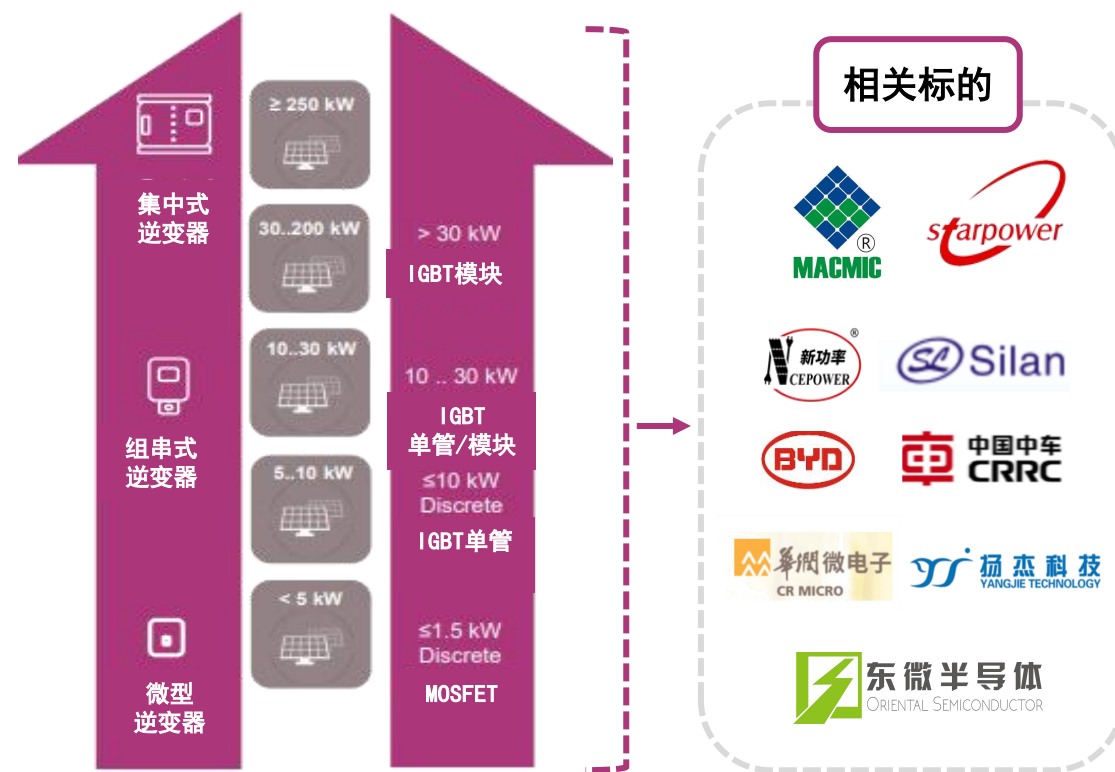 集中式
逆变器
组串式
逆变器
微型
逆变器
≥ 250 kW
30..200 kW
10..30 kW
5..10 kW
< 5 kW
> 30 kW
IGBT模块
10 .. 30 kW
IGBT
单管/模块
≤10 kW
Discrete
IGBT单管
≤1.5 kW
Discrete
MOSFET
相关标的
MACMIC
®
starpower
新功率
NCEPOWER
®
SL Silan
BYD
中国中车
CRRC
華潤微电子
CR MICRO
YJ 扬杰科技
YANGJIE TECHNOLOGY
东微半导体
ORIENTAL SEMICONDUCTOR